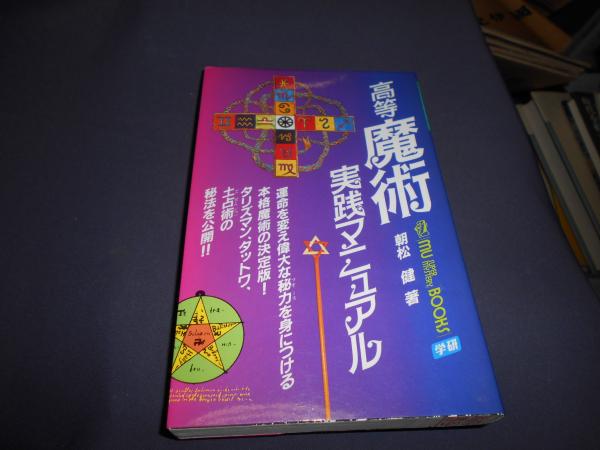 高等
魔術
実践マニュアル
朝松 健 著
mu
BOOKS
学研
運命を変え偉大な秘力を身につける
本格魔術の決定版！
タリズマン、タットワ、
土占術の
秘法を公開!!